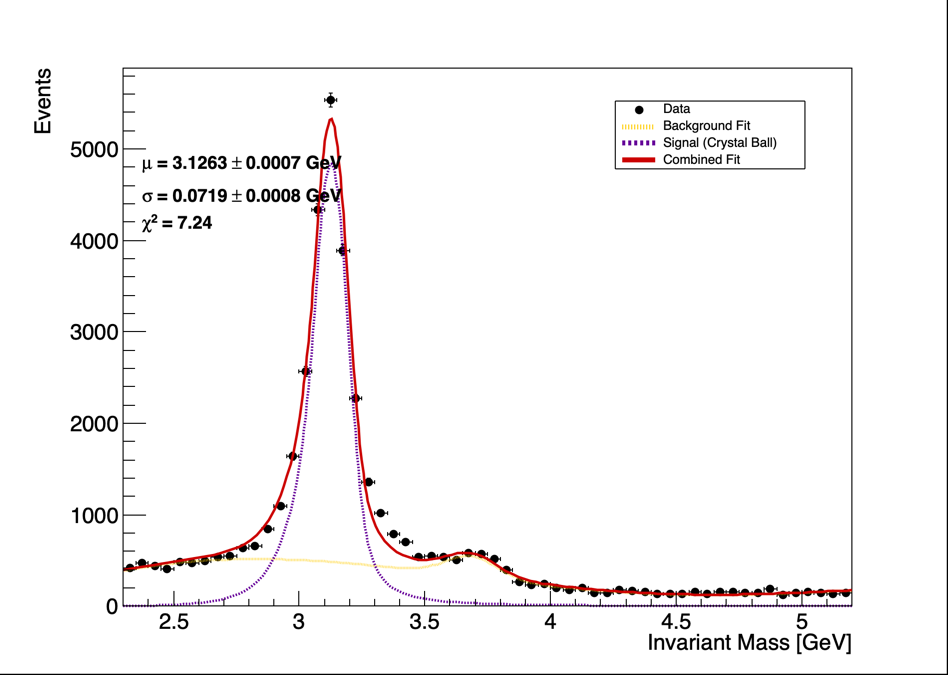 Events
5000
4000
3000
2000
1000
0
μ = 3.1263 ± 0.0007 GeV
σ = 0.0719 ± 0.0008 GeV
χ² = 7.24
Data
Background Fit
Signal (Crystal Ball)
Combined Fit
2.5 3 3.5 4 4.5 5
Invariant Mass [GeV]